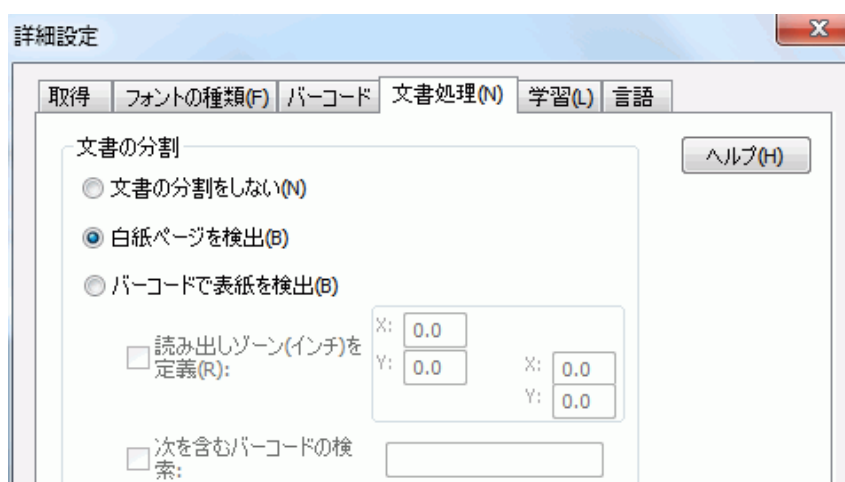 詳細設定
取得 フォントの種類(F) バーコード 文書処理(N) 学習(L) 言語
文書の分割
ヘルプ(H)
文書の分割をしない(N)
白紙ページを検出(B)
バーコードで表紙を検出(B)
読み出しゾーン(インチ)を
定義(R):
X: 0.0
Y: 0.0
X: 0.0
Y: 0.0
次を含むバーコードの検
索: